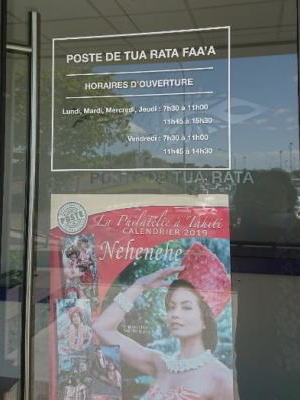 POSTE DE TUA RATA FAA'A
HORAIRES D'OUVERTURE
Lundi, Mardi, Mercredi, Jeudi : 7h30 à 11h00
11h45 à 15h30
Vendredi : 7h30 à 11h00
11h45 à 14h30
POSTE DE TUA RATA
La Philatélie à Tahiti
CALENDRIER 2019
Nehenehe
POSTE